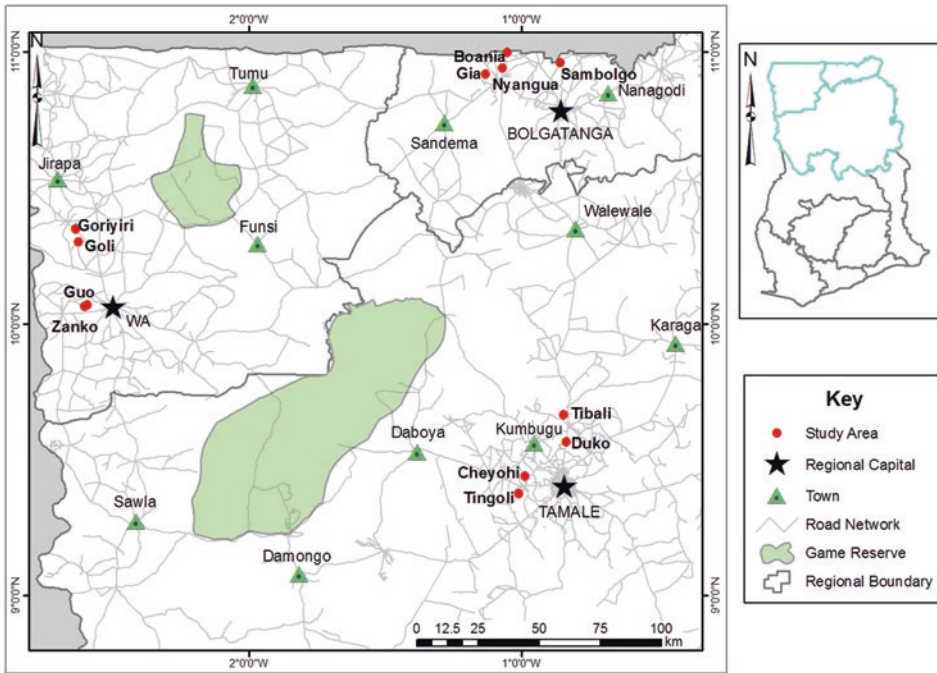 2°0'0"W
1°0'0"W
11°0'0"N
11°0'0"N
N
N
Boania
Gia
Nyangua
Sambolgo
Tumu
Nanagodi
Sandema
BOLGATANGA
Jirapa
Goriyiri
Goli
Funsi
Walewale
Guo
Zanko
WA
10°0'0"N
10°0'0"N
Karaga
Tibali
Kumbugu
Duko
Daboya
Cheyohi
Tingoli
TAMALE
Sawla
Damongo
9°0'0"N
9°0'0"N
0 12.5 25 50 75 100
km
2°0'0"W
1°0'0"W
Key
Study Area
Regional Capital
Town
Road Network
Game Reserve
Regional Boundary